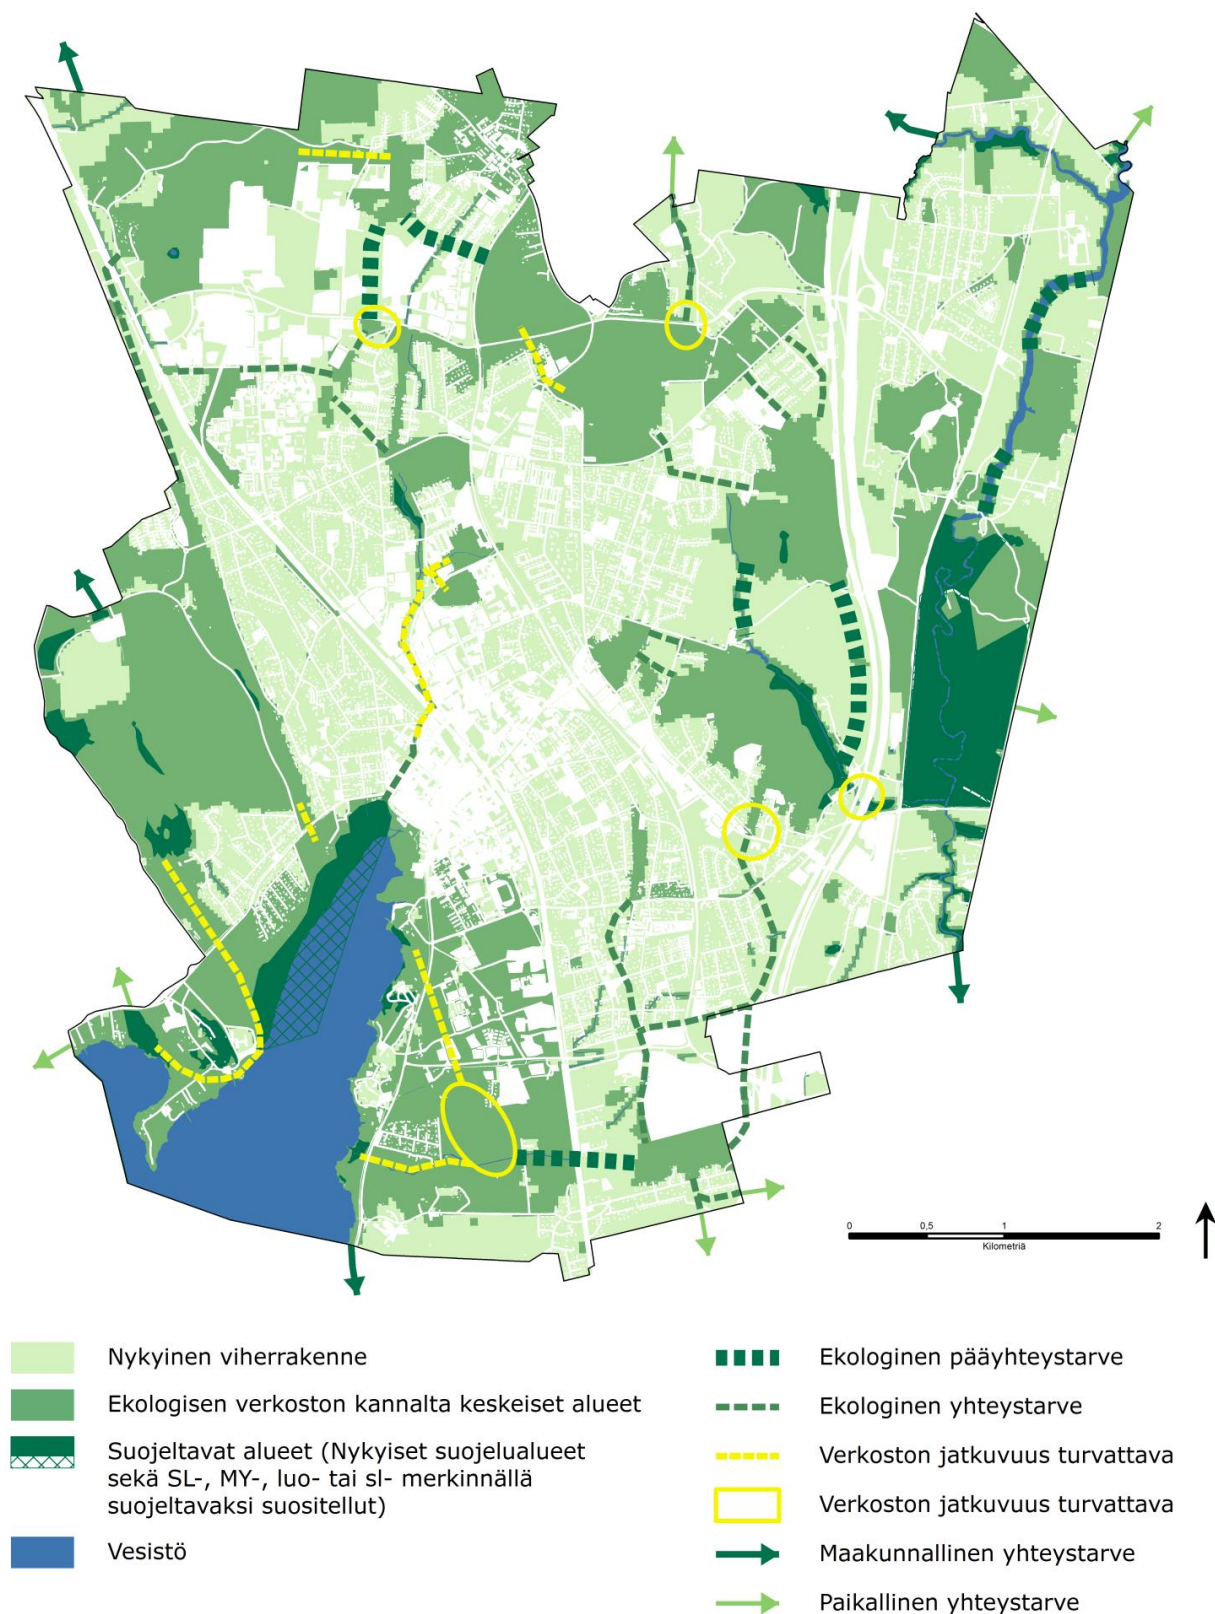 0 0,5 1 2
Kilometriä
Nykyinen viherrakenne
Ekologisen verkoston kannalta keskeiset alueet
Suojeltavat alueet (Nykyiset suojelualueet
sekä SL-, MY-, luo- tai sl- merkinnällä
suojeltavaksi suositellut)
Vesistö
Ekologinen pääyhteystarve
Ekologinen yhteystarve
Verkoston jatkuvuus turvattava
Verkoston jatkuvuus turvattava
Maakunnallinen yhteystarve
Paikallinen yhteystarve